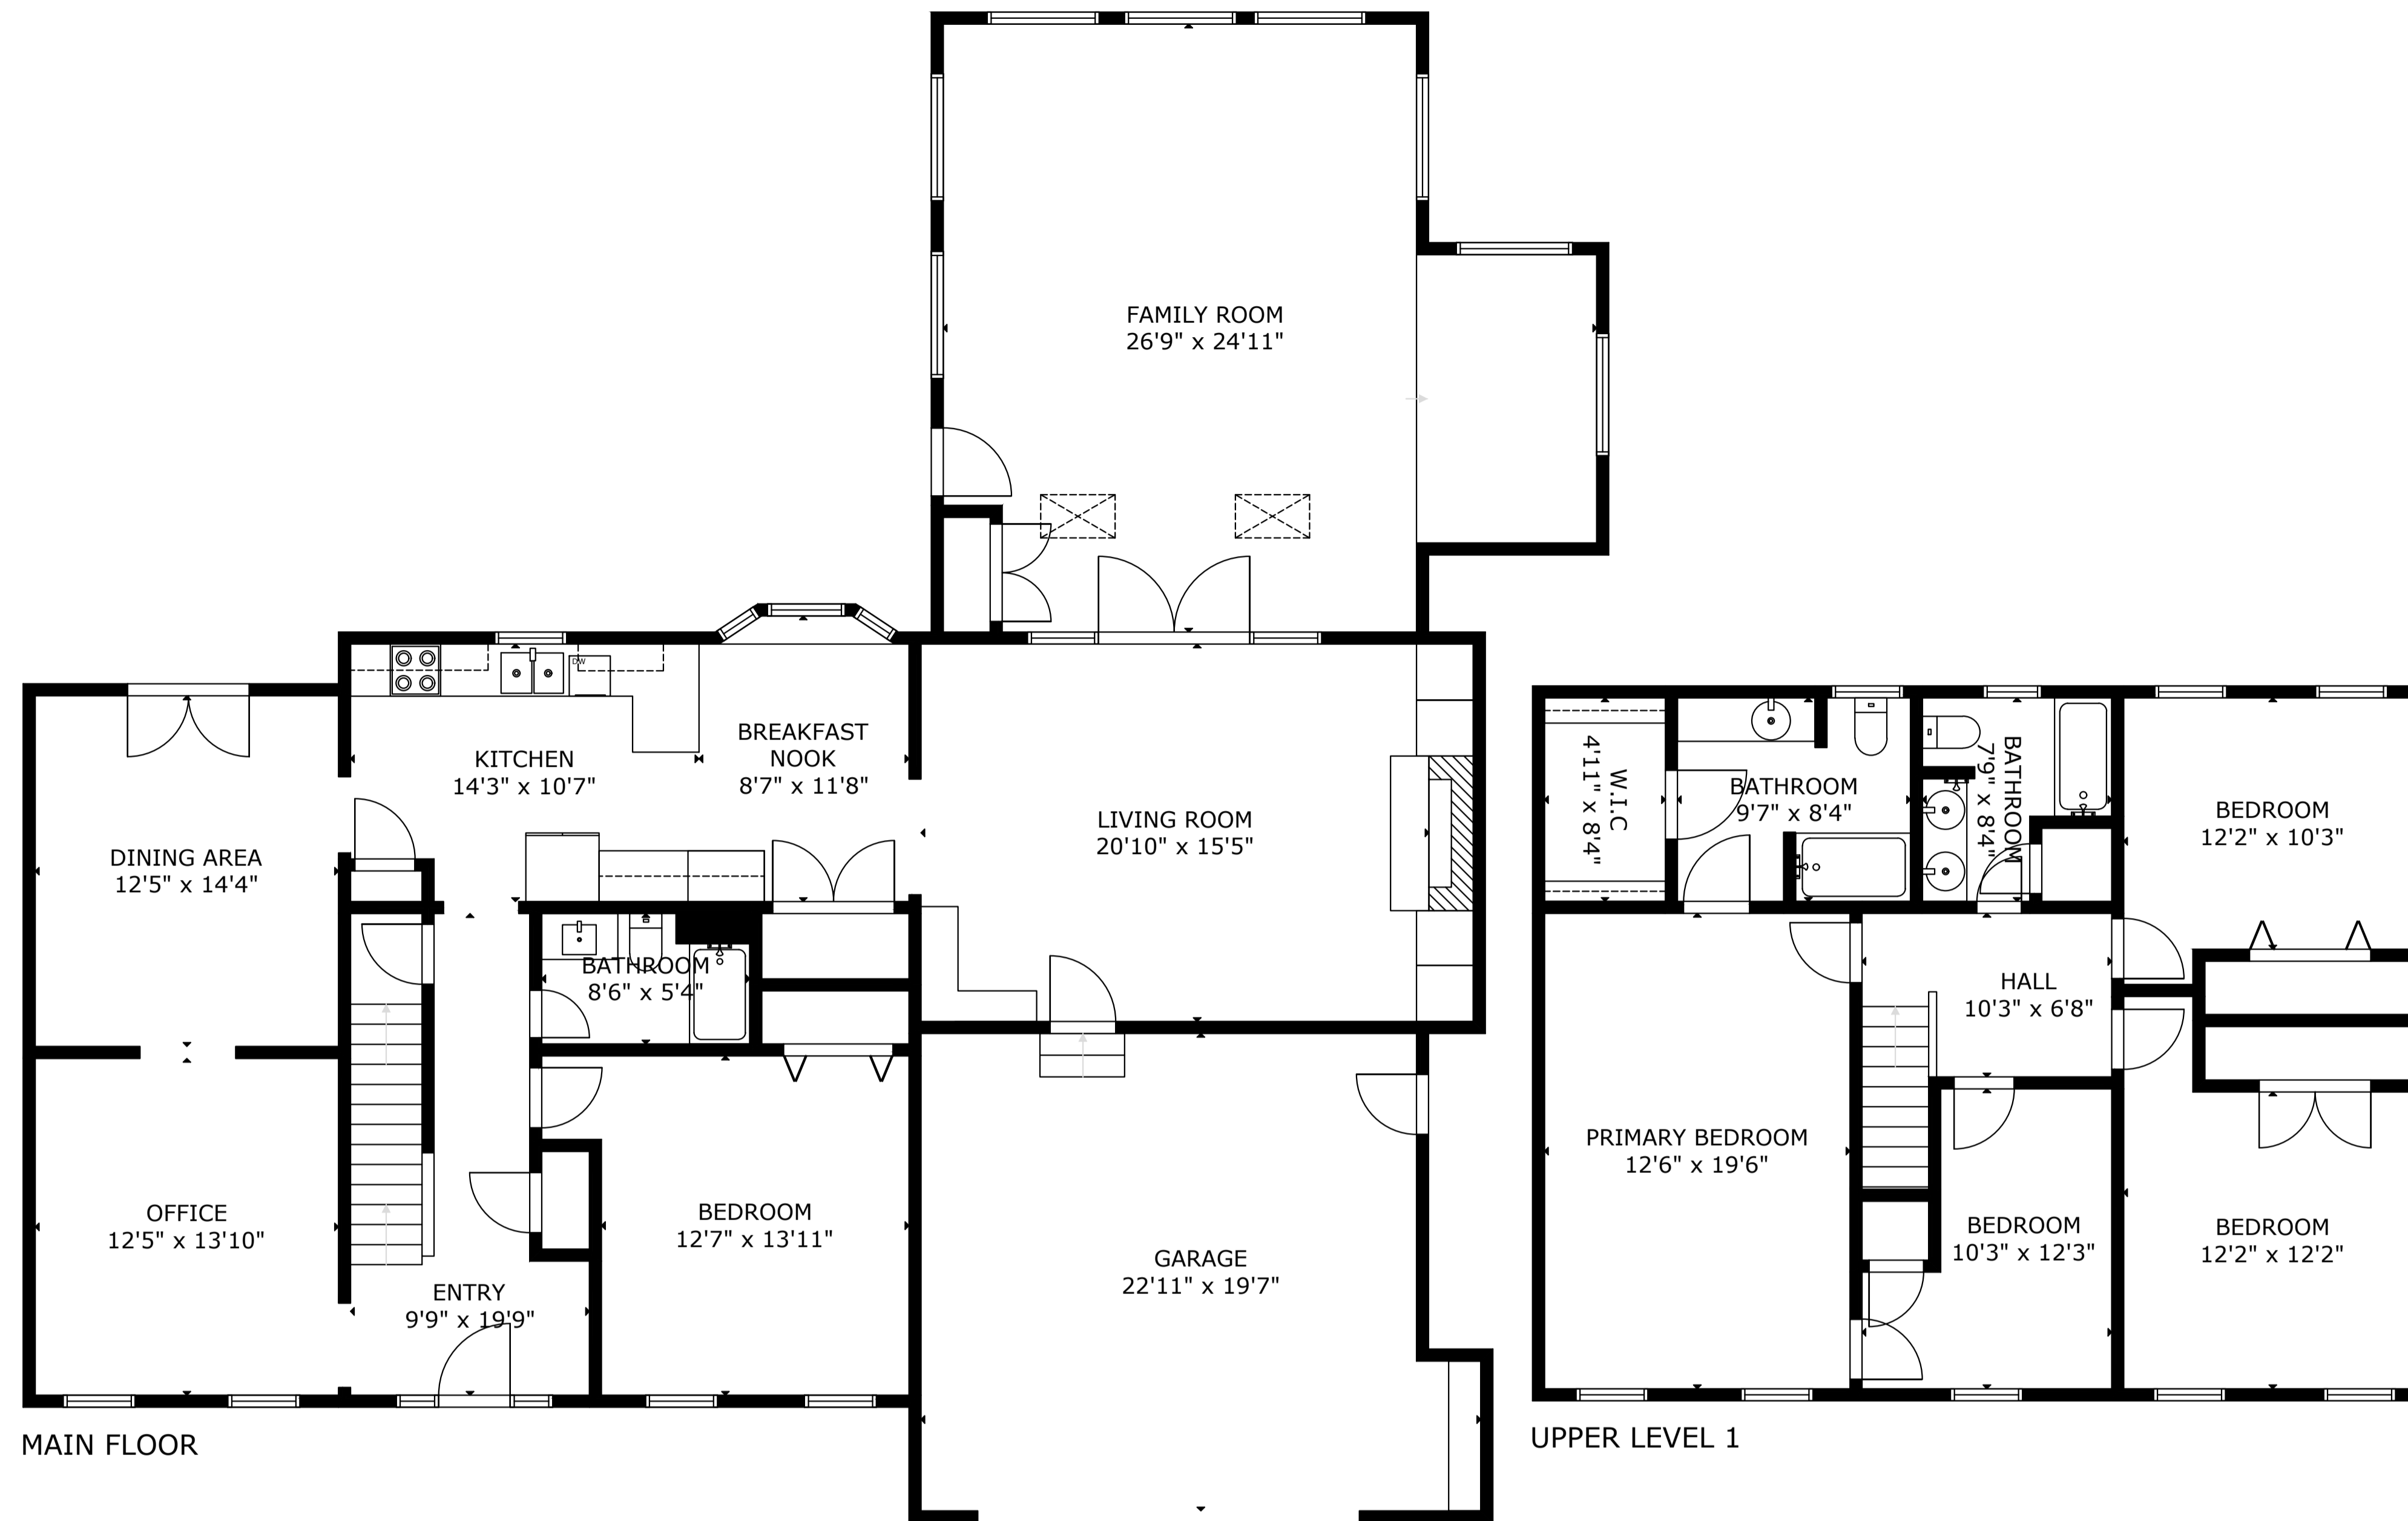 FAMILY ROOM
26'9" x 24'11"
DW
KITCHEN
14'3" x 10'7"
BREAKFAST
NOOK
8'7" x 11'8"
DINING AREA
12'5" x 14'4"
LIVING ROOM
20'10" x 15'5"
BATHROOM
8'6" x 5'4"
OFFICE
12'5" x 13'10"
BEDROOM
12'7" x 13'11"
ENTRY
9'9" x 19'9"
GARAGE
22'11" x 19'7"
MAIN FLOOR
W.I.C
4'11" x 8'4"
BATHROOM
9'7" x 8'4"
BATHROOM
7'9" x 8'4"
BEDROOM
12'2" x 10'3"
HALL
10'3" x 6'8"
PRIMARY BEDROOM
12'6" x 19'6"
BEDROOM
10'3" x 12'3"
BEDROOM
12'2" x 12'2"
UPPER LEVEL 1